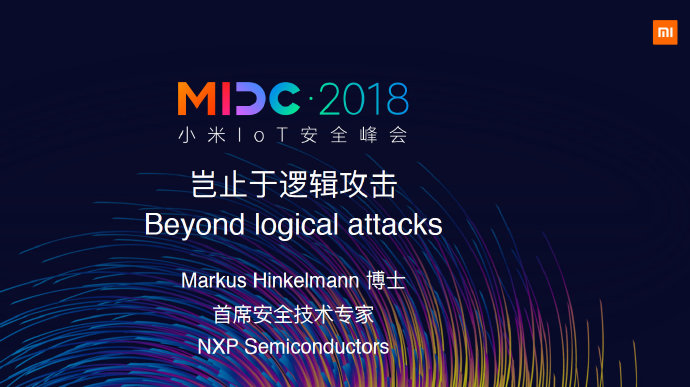 mi
MIDC·2018
小米IoT安全峰会
岂止于逻辑攻击
Beyond logical attacks
Markus Hinkelmann 博士
首席安全技术专家
NXP Semiconductors